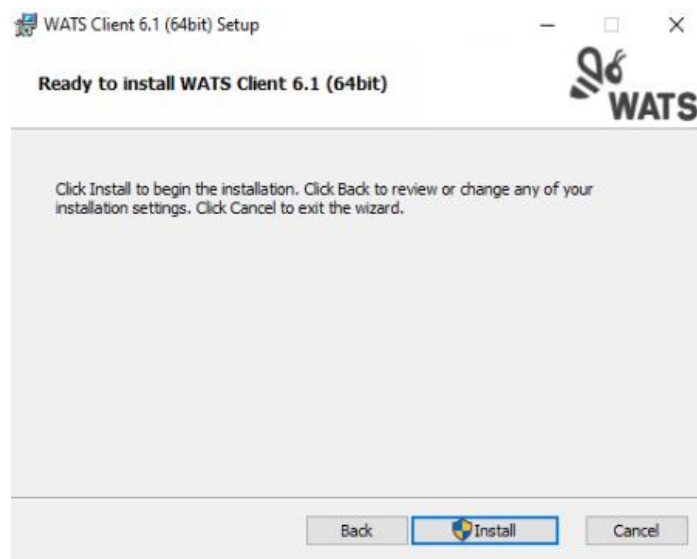 WATS Client 6.1 (64bit) Setup
Ready to install WATS Client 6.1 (64bit)
WATS
Click Install to begin the installation. Click Back to review or change any of your
installation settings. Click Cancel to exit the wizard.
Back
Install
Cancel